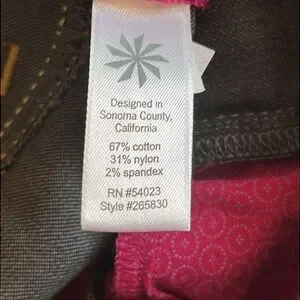 Designed in
Sonoma County,
California
67% cotton
31% nylon
2% spandex
RN #54023
Style #265830